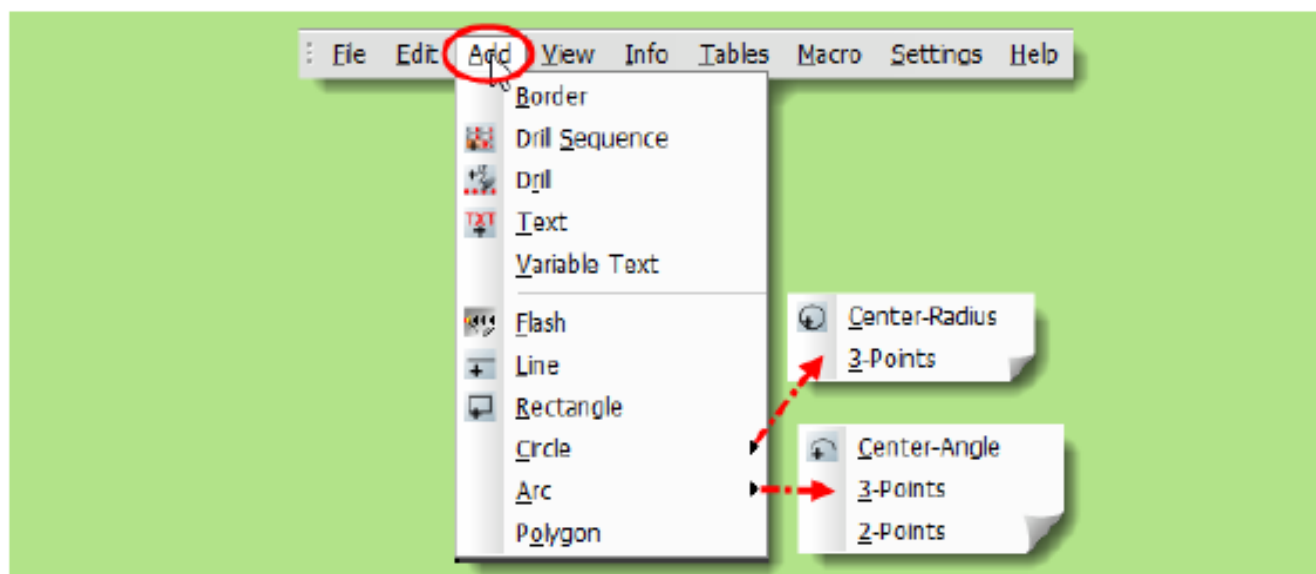 File Edit Add View Info Tables Macro Settings Help
Border
Drill Sequence
Drill
TXT
Text
Variable Text
Flash
Line
Rectangle
Circle
Arc
Polygon
Center-Radius
3-Points
Center-Angle
3-Points
2-Points